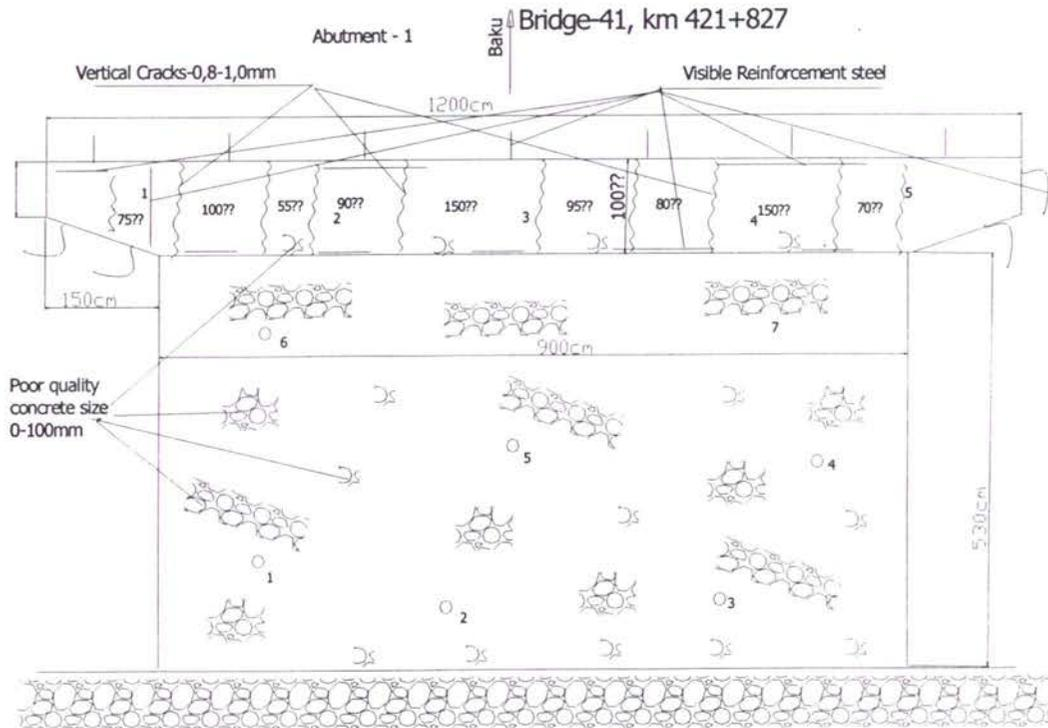 Bridge-41, km 421+827
Abutment - 1
Baku
Vertical Cracks-0,8-1,0mm
Visible Reinforcement steel
1200cm
1
75??
100??
55??
2
90??
150??
3
95??
100??
80??
4
150??
70??
5
150cm
6
7
900cm
Poor quality
concrete size
0-100mm
5
4
530cm
1
2
3